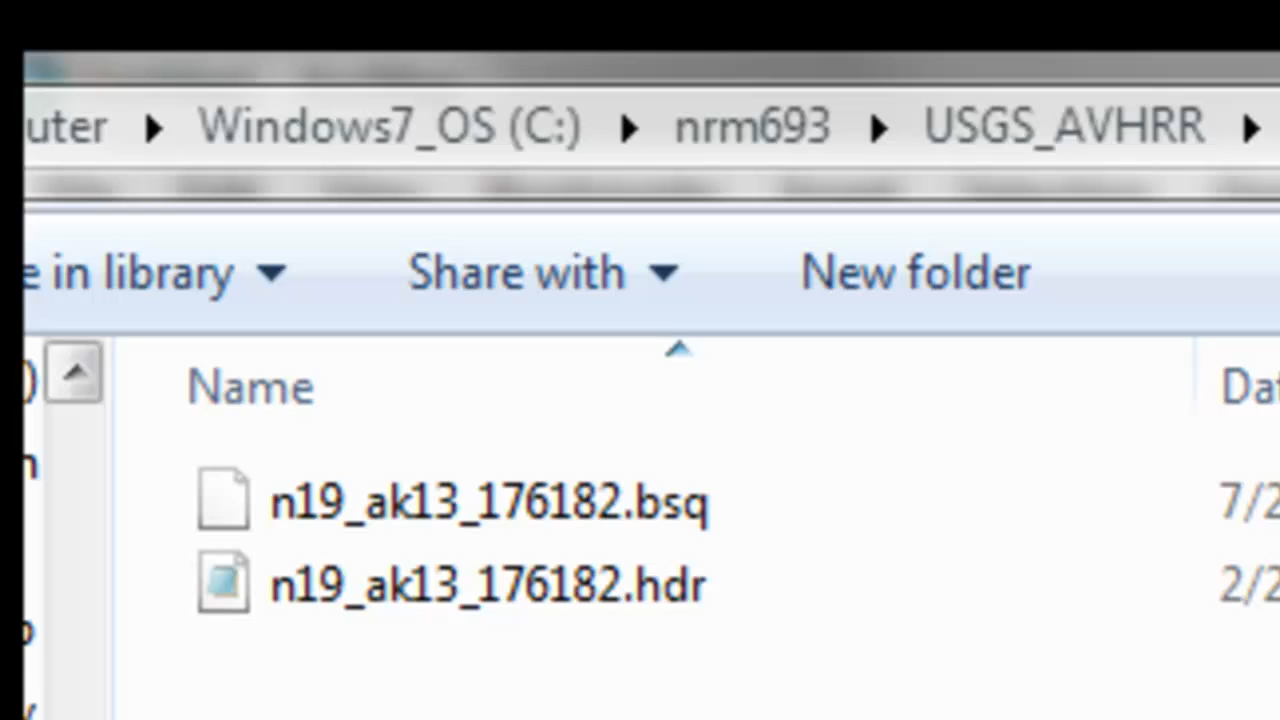 uter ▸ Windows7_OS (C:) ▸ nrm693 ▸ USGS_AVHRR ▸
e in library Share with New folder
Name Dat
n19_ak13_176182.bsq 7/2
n19_ak13_176182.hdr 2/2